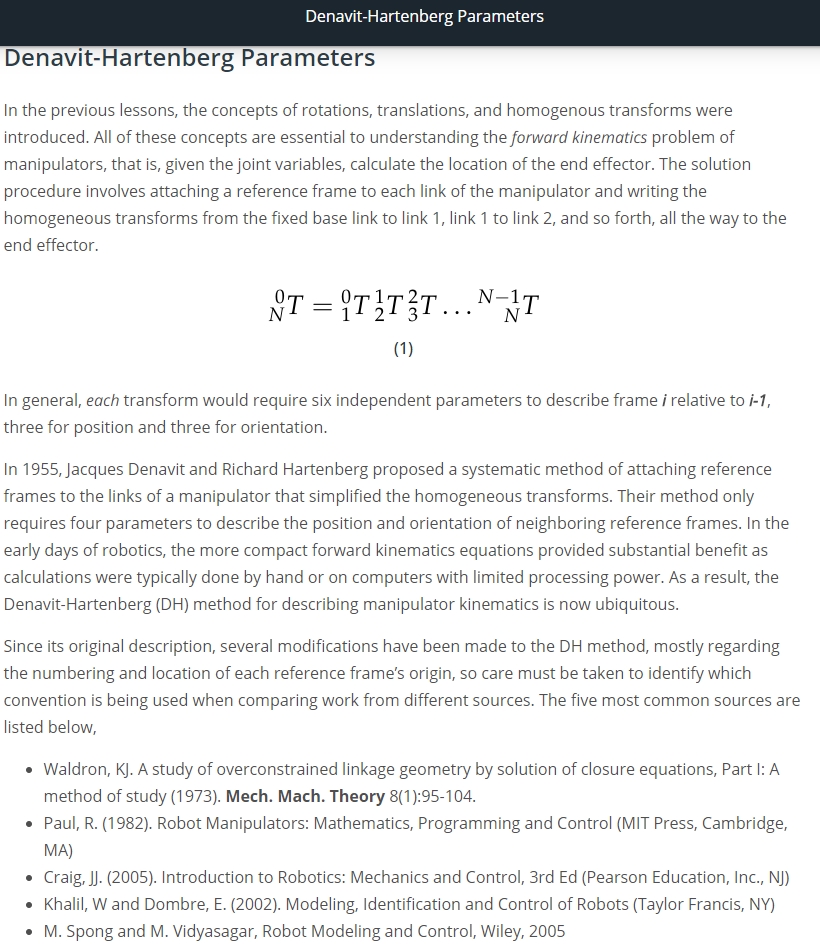 Denavit-Hartenberg Parameters
Denavit-Hartenberg Parameters
In the previous lessons, the concepts of rotations, translations, and homogenous transforms were
introduced. All of these concepts are essential to understanding the forward kinematics problem of
manipulators, that is, given the joint variables, calculate the location of the end effector. The solution
procedure involves attaching a reference frame to each link of the manipulator and writing the
homogeneous transforms from the fixed base link to link 1, link 1 to link 2, and so forth, all the way to the
end effector.
$^{0}_{N}T = {}^{0}_{1}T\,{}^{1}_{2}T\,{}^{2}_{3}T \ldots {}^{N-1}_{N}T$
(1)
In general, each transform would require six independent parameters to describe frame i relative to i-1,
three for position and three for orientation.
In 1955, Jacques Denavit and Richard Hartenberg proposed a systematic method of attaching reference
frames to the links of a manipulator that simplified the homogeneous transforms. Their method only
requires four parameters to describe the position and orientation of neighboring reference frames. In the
early days of robotics, the more compact forward kinematics equations provided substantial benefit as
calculations were typically done by hand or on computers with limited processing power. As a result, the
Denavit-Hartenberg (DH) method for describing manipulator kinematics is now ubiquitous.
Since its original description, several modifications have been made to the DH method, mostly regarding
the numbering and location of each reference frame’s origin, so care must be taken to identify which
convention is being used when comparing work from different sources. The five most common sources are
listed below,
• Waldron, KJ. A study of overconstrained linkage geometry by solution of closure equations, Part I: A
method of study (1973). Mech. Mach. Theory 8(1):95-104.
• Paul, R. (1982). Robot Manipulators: Mathematics, Programming and Control (MIT Press, Cambridge,
MA)
• Craig, JJ. (2005). Introduction to Robotics: Mechanics and Control, 3rd Ed (Pearson Education, Inc., NJ)
• Khalil, W and Dombre, E. (2002). Modeling, Identification and Control of Robots (Taylor Francis, NY)
• M. Spong and M. Vidyasagar, Robot Modeling and Control, Wiley, 2005